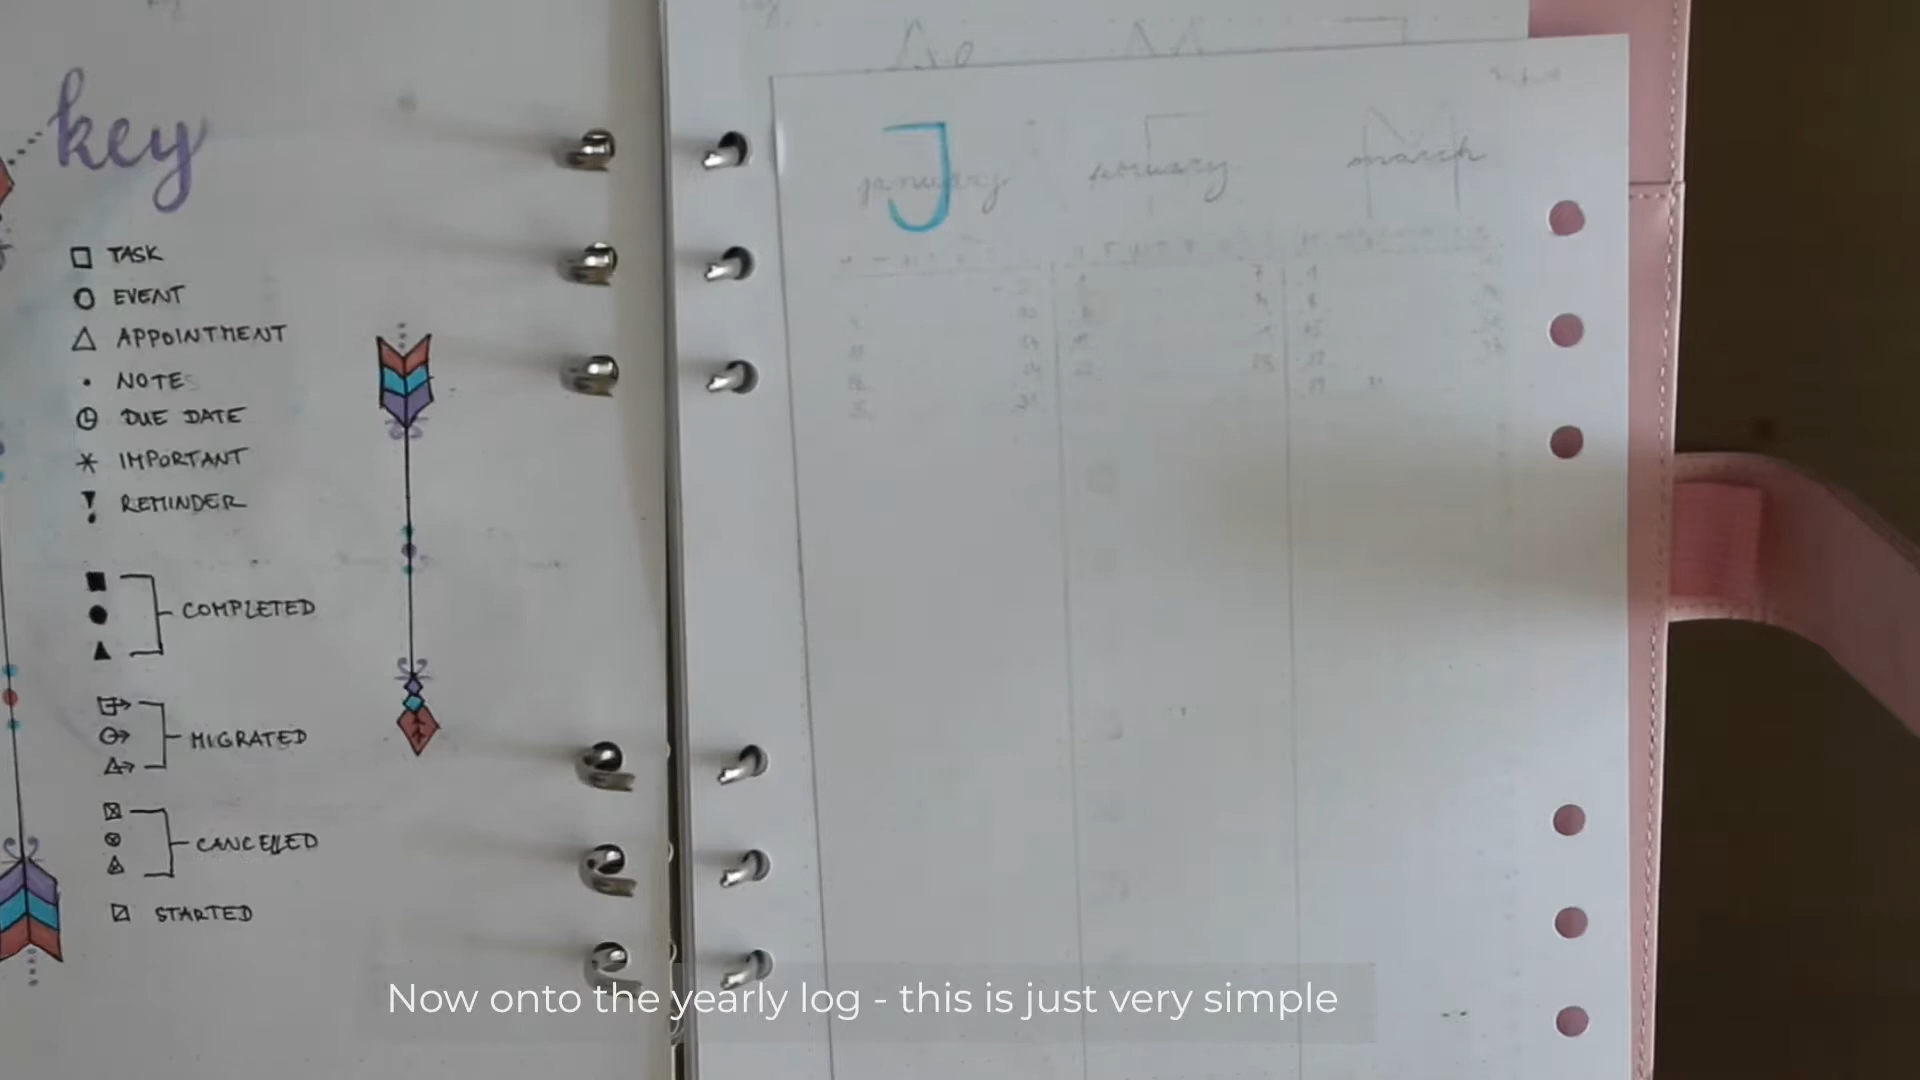 key
TASK
EVENT
APPOINTMENT
NOTES
DUE DATE
IMPORTANT
REMINDER
COMPLETED
MIGRATED
CANCELLED
STARTED
J F M
january february march
Now onto the yearly log - this is just very simple